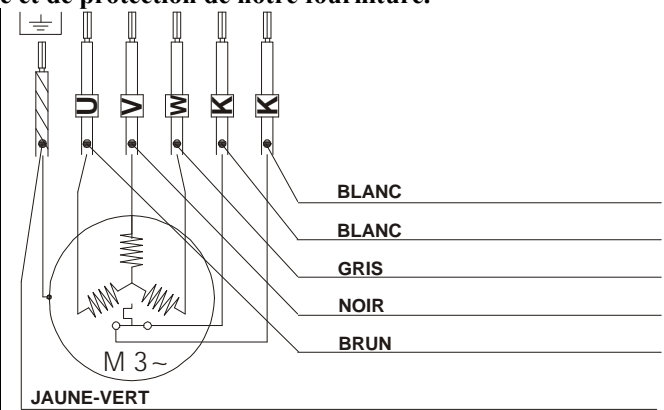 e et de protection de notre fourniture.
U V W K K
BLANC
BLANC
GRIS
NOIR
BRUN
M 3~
JAUNE-VERT